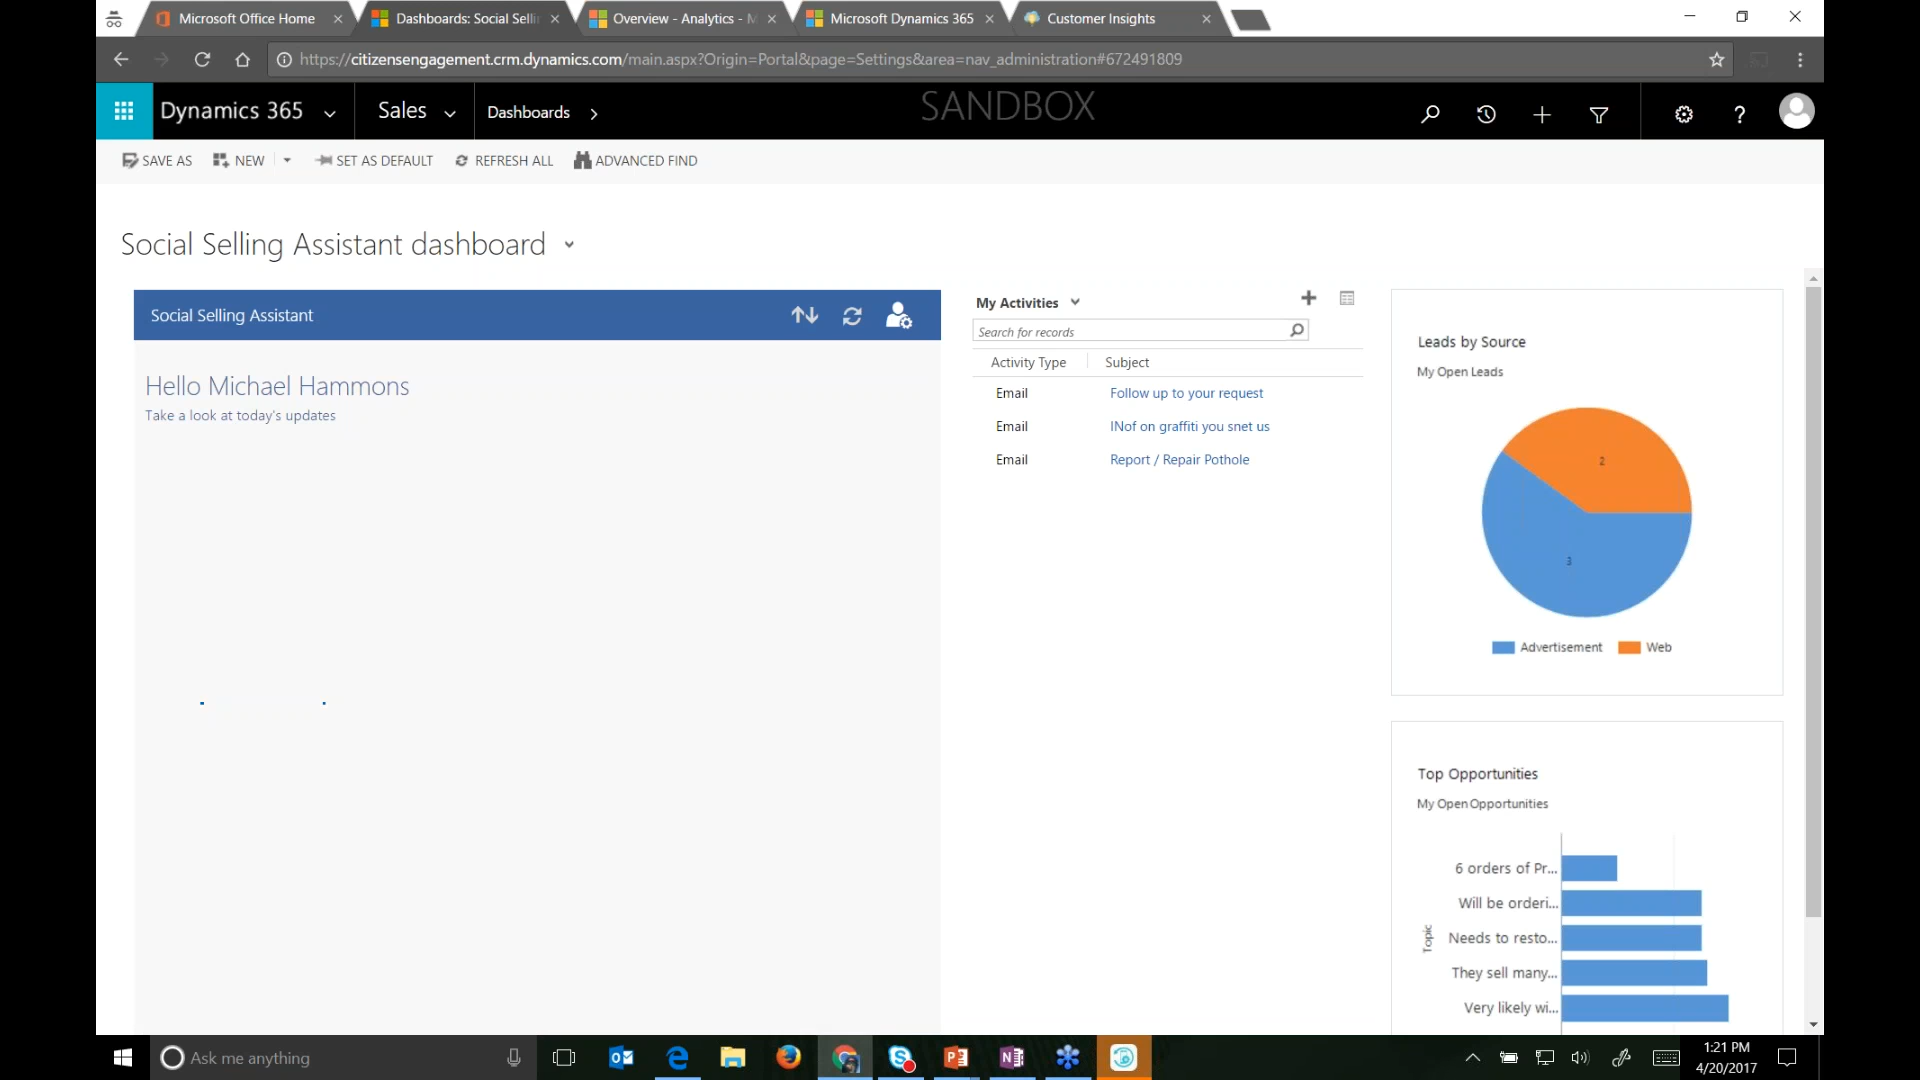 Microsoft Office Home
Dashboards: Social Sellin
Overview - Analytics - M
Microsoft Dynamics 365
Customer Insights
https://citizensengagement.crm.dynamics.com/main.aspx?Origin=Portal&page=Settings&area=nav_administration#672491809
Dynamics 365
Sales
Dashboards
SANDBOX
SAVE AS
NEW
SET AS DEFAULT
REFRESH ALL
ADVANCED FIND
Social Selling Assistant dashboard
Social Selling Assistant
Hello Michael Hammons
Take a look at today's updates
My Activities
Search for records
Activity Type Subject
Email Follow up to your request
Email INof on graffiti you snet us
Email Report / Repair Pothole
Leads by Source
My Open Leads
2
3
Advertisement Web
Top Opportunities
My Open Opportunities
Topic
6 orders of Pr...
Will be orderi...
Needs to resto...
They sell many...
Very likely wi...
Ask me anything
1:21 PM
4/20/2017